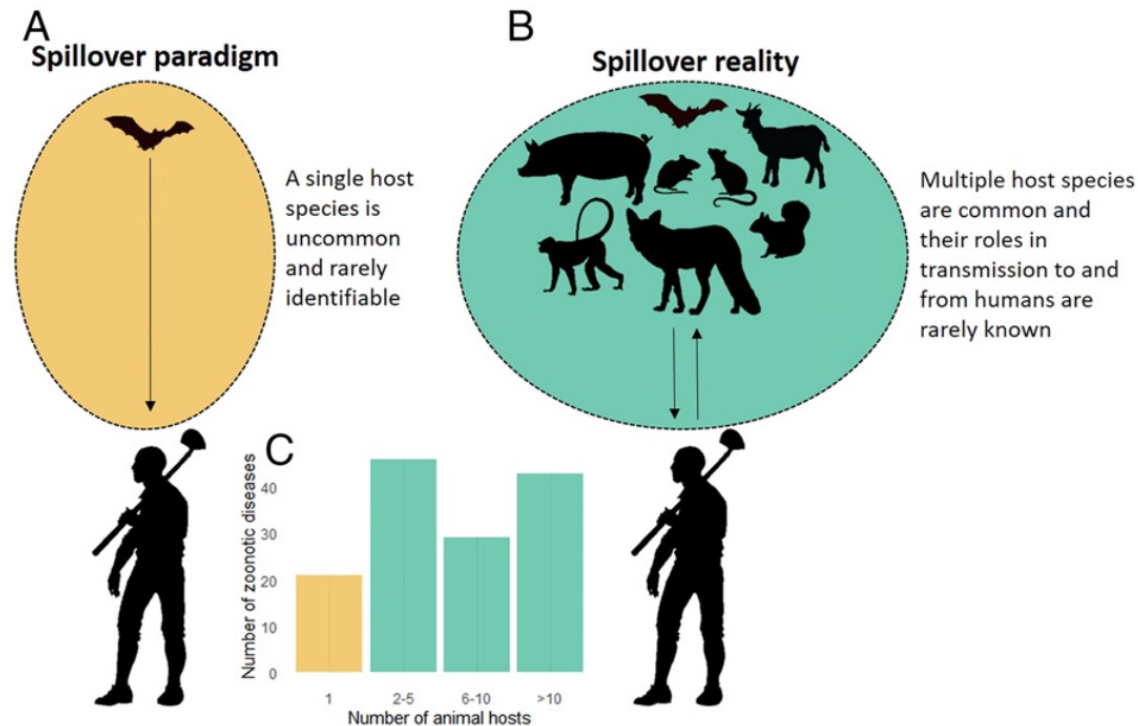 A
Spillover paradigm
A single host
species is
uncommon
and rarely
identifiable
B
Spillover reality
Multiple host species
are common and
their roles in
transmission to and
from humans are
rarely known
C
Number of zoonotic diseases
40
30
20
10
0
1
2-5
6-10
>10
Number of animal hosts